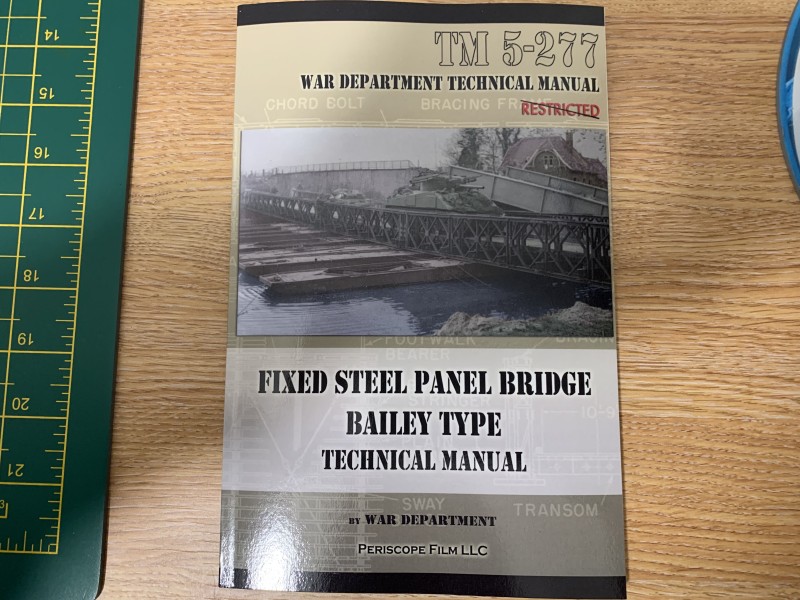 TM 5-277
WAR DEPARTMENT TECHNICAL MANUAL
CHORD BOLT BRACING
RESTRICTED
FOOTWALK
BEARER
STRINGER
10-9
FIXED STEEL PANEL BRIDGE
BAILEY TYPE
TECHNICAL MANUAL
SWAY TRANSOM
BY WAR DEPARTMENT
PERISCOPE FILM LLC
14
15
16
17
18
19
20
21